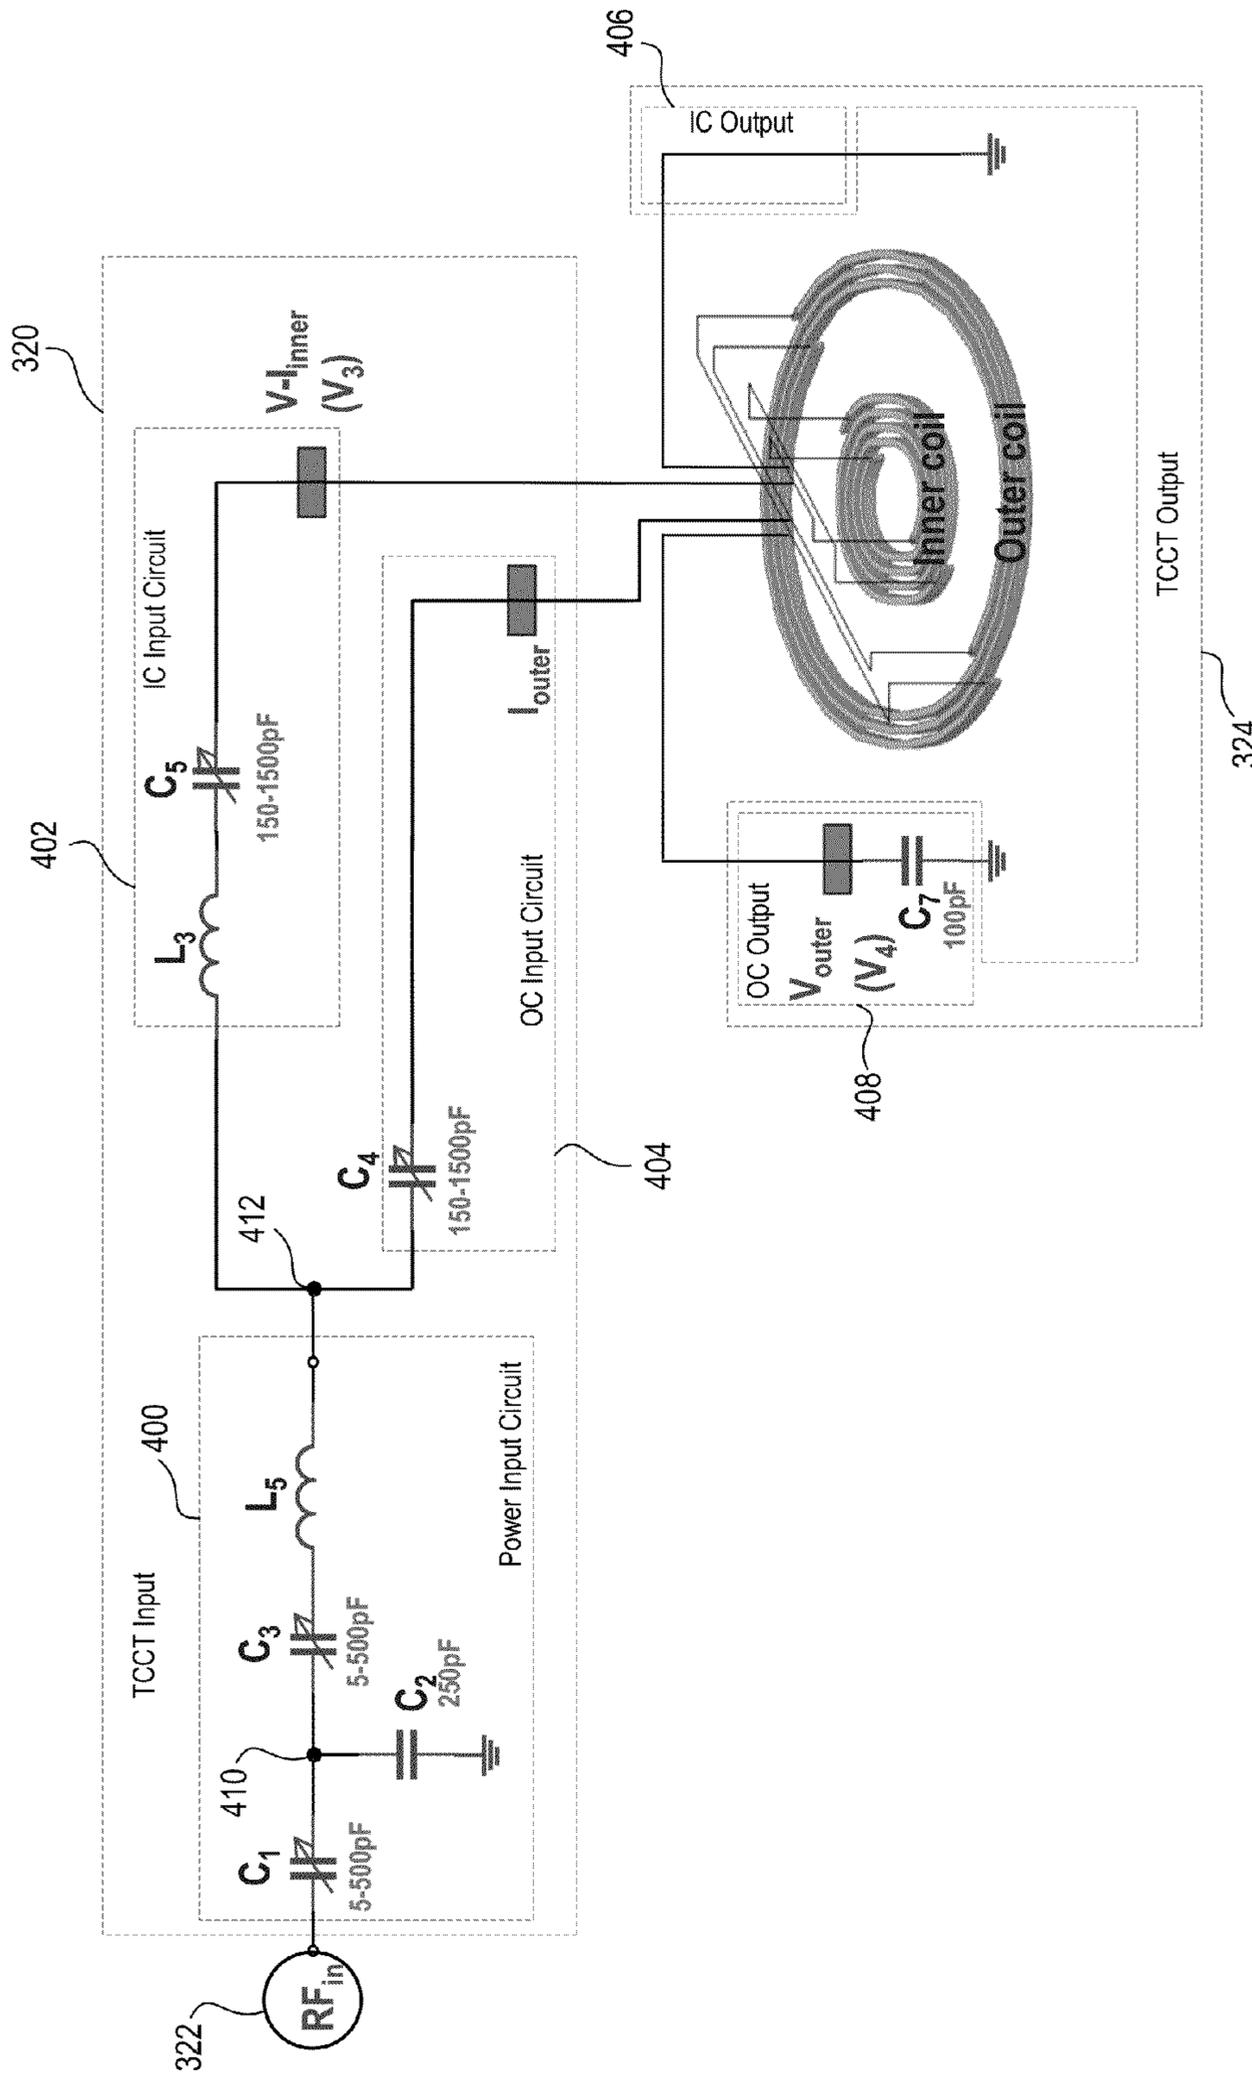 320
TCCT Input
322
RF_in
400
Power Input Circuit
C_1
5-500pF
410
C_2
250pF
C_3
5-500pF
L_5
412
402
IC Input Circuit
L_3
C_5
150-1500pF
V-I_inner
(V_3)
404
OC Input Circuit
C_4
150-1500pF
I_outer
408
OC Output
V_outer
(V_4)
C_7
100pF
Inner coil
Outer coil
406
IC Output
TCCT Output
324